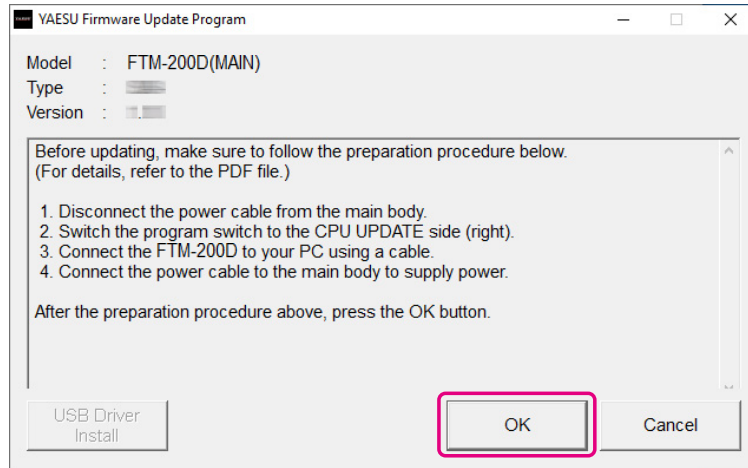 YAESU Firmware Update Program
Model : FTM-200D(MAIN)
Type :
Version :
Before updating, make sure to follow the preparation procedure below.
(For details, refer to the PDF file.)
1. Disconnect the power cable from the main body.
2. Switch the program switch to the CPU UPDATE side (right).
3. Connect the FTM-200D to your PC using a cable.
4. Connect the power cable to the main body to supply power.
After the preparation procedure above, press the OK button.
USB Driver
Install
OK
Cancel